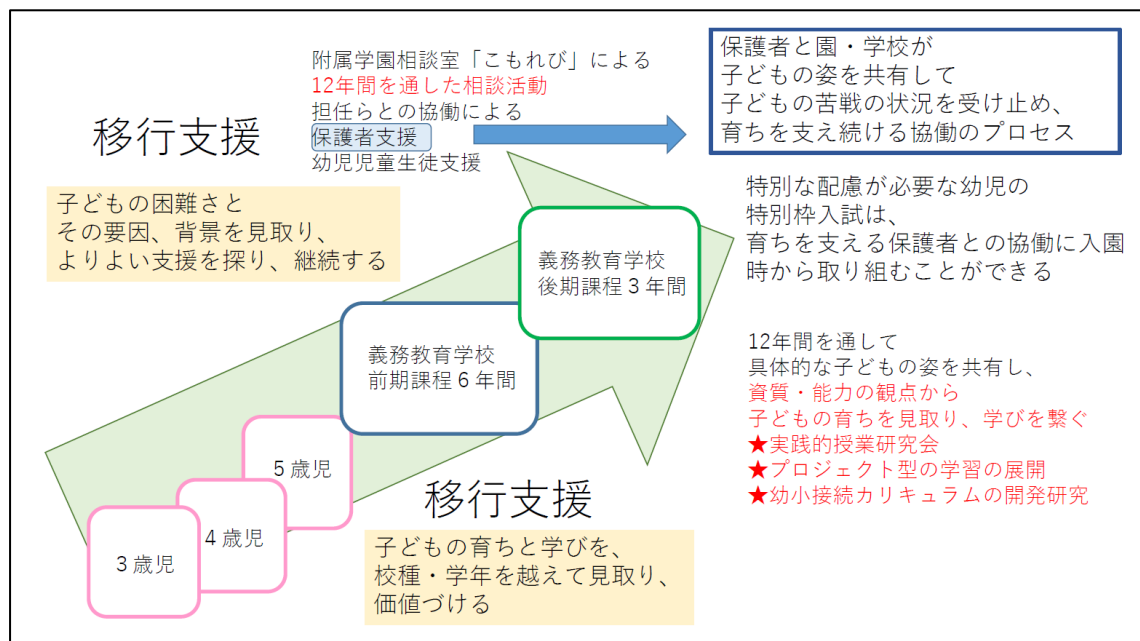 附属学園相談室「こもれび」による
12年間を通した相談活動
担任らとの協働による
保護者支援
幼児児童生徒支援
保護者と園・学校が
子どもの姿を共有して
子どもの苦戦の状況を受け止め、
育ちを支え続ける協働のプロセス
移行支援
子どもの困難さと
その要因、背景を見取り、
よりよい支援を探り、継続する
特別な配慮が必要な幼児の
特別枠入試は、
育ちを支える保護者との協働に入園
時から取り組むことができる
義務教育学校
後期課程３年間
義務教育学校
前期課程６年間
12年間を通して
具体的な子どもの姿を共有し、
資質・能力の観点から
子どもの育ちを見取り、学びを繋ぐ
★実践的授業研究会
★プロジェクト型の学習の展開
★幼小接続カリキュラムの開発研究
５歳児
４歳児
３歳児
移行支援
子どもの育ちと学びを、
校種・学年を越えて見取り、
価値づける